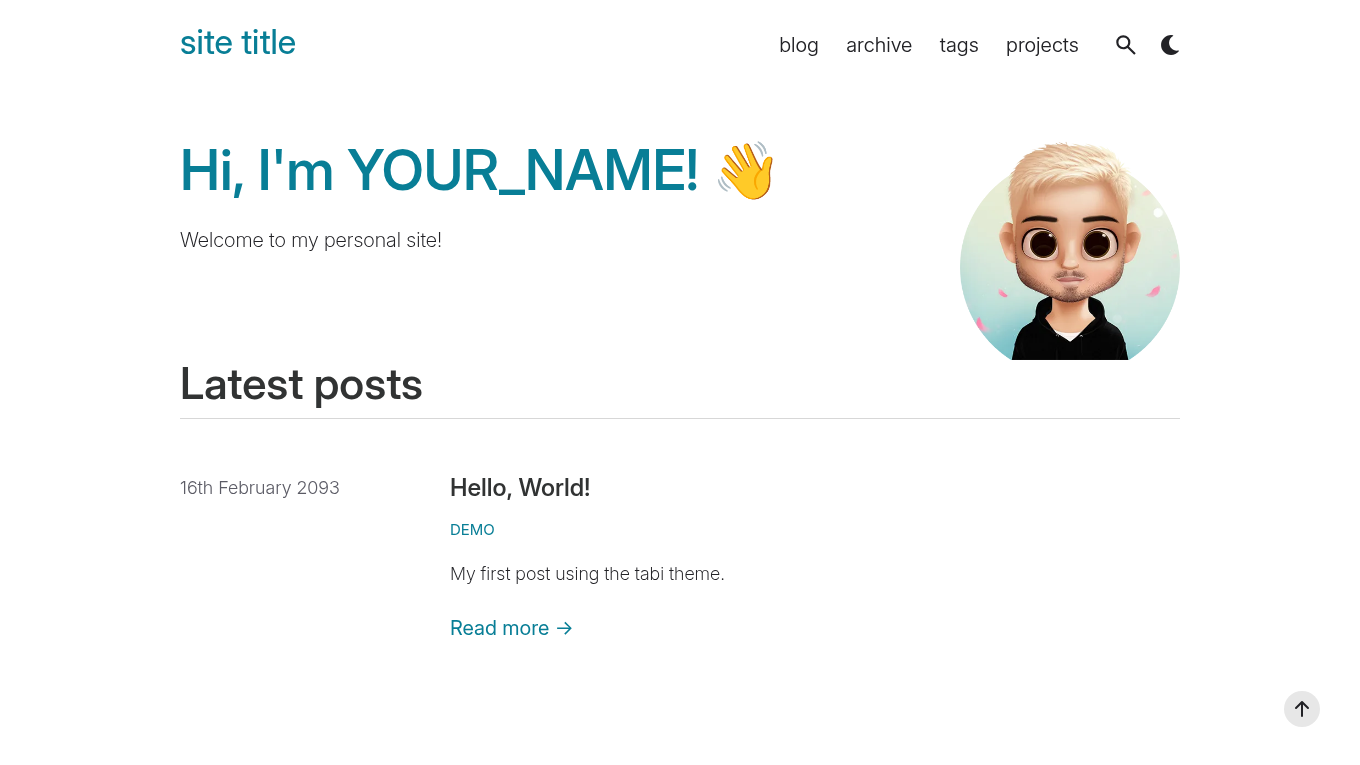 site title
blog archive tags projects
Hi, I'm YOUR_NAME! 👋
Welcome to my personal site!
Latest posts
16th February 2093
Hello, World!
DEMO
My first post using the tabi theme.
Read more →